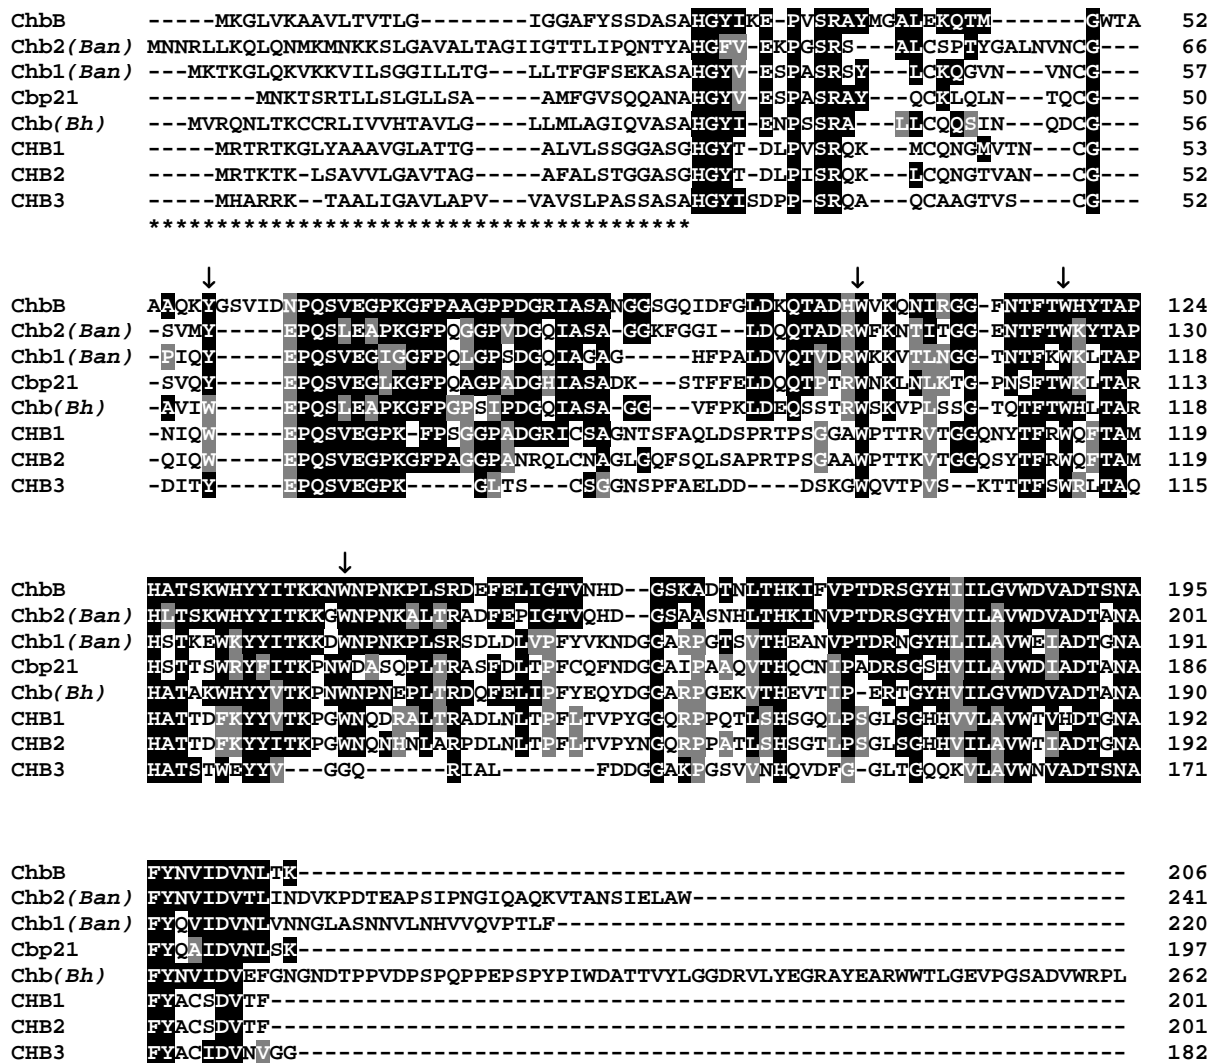 ChbB -----MKGLVKAAVLTVTLG--------IGGAFYSSDASAHGYIKE-PVSRAYMGALEKQTM-------GWTA 52
Chb2(Ban) MNNRLLKQLQNMKMNKKSLGAVALTAGIIGTTLIPQNTYAHGFV-EKPGSRS---ALCSPTYGALNVNCG--- 66
Chb1(Ban) ---MKTKGLQKVKKVILSGGILLTG---LLTFGFSEKASAHGYV-ESPASRSY---LCKQGVN---VNCG--- 57
Cbp21 --------MNKTSRTLLSLGLLSA-----AMFGVSQQANAHGYV-ESPASRAY---QCKLQLN---TQCG--- 50
Chb(Bh) ---MVRQNLTKCCRLIVVHTAVLG----LLMLAGIQVASAHGYI-ENPSSRA---LLCQQSIN---QDCG--- 56
CHB1 -----MRTRTKGLYAAAVGLATTG-----ALVLSSGGASGHGYT-DLPVSRQK---MCQNGMVTN---CG--- 53
CHB2 -----MRTKTK-LSAVVLGAVTAG-----AFALSTGGASGHGYT-DLPISRQK---LCQNGTVAN---CG--- 52
CHB3 -----MHARRK--TAALIGAVLAPV----VAVSLPASSASAHGYISDPP-SRQA---QCAAGTVS----CG--- 52
****************************************
↓ ↓ ↓
ChbB AAQKYGSVIDNPQSVEGPKGFPAAGPPDGRIASANGGSGQIDFGLDKQTADHWVKQNIRGG-FNTFTWHYTAP 124
Chb2(Ban) -SVMY-----EPQSLEAPKGFPQGGPVDGQIASA-GGKFGGI--LDQQTADRWFKNTITGG-ENTFTWKYTAP 130
Chb1(Ban) -PIQY-----EPQSVEGIGGFPQLGPSDGQIAGAG-----HFPALDVQTVDRWKKVTLNGG-TNTFKWKLTAP 118
Cbp21 -SVQY-----EPQSVEGLKGFPQAGPADGHIASADK----STFFELDQQTPTRWNKLNLKTG-PNSFTWKLTAR 113
Chb(Bh) -AVIW-----EPQSLEAPKGFPGPSIPDGQIASA-GG---VFPKLDEQSSTRWSKVPLSSG-TQTFTWHLTAR 118
CHB1 -NIQW-----EPQSVEGPK-FPSGGPADGRICSAGNTSFAQLDSPRTPSGGAWPTTRVTGGQNYTFRWQFTAM 119
CHB2 -QIQW-----EPQSVEGPKGFPAGGPANRQLCNAGLGQFSQLSAPRTPSGAAWPTTKVTGGQSYTFRWQFTAM 119
CHB3 -DITY-----EPQSVEGPK-----GLTS---CSGGNSPFAELDD-----DSKGWQVTPVS--KTTTFSWRLTAQ 115
↓
ChbB HATSKWHYYITKKNWNPNKPLSRDEFELIGTVNHD--GSKADTNLTHKIFVPTDRSGYHIILGVWDVADTSNA 195
Chb2(Ban) HLTSKWHYYITKKGWNPNKALTRADFEPIGTVQHD--GSAASNHLTHKINVPTDRSGYHVILAVWDVADTANA 201
Chb1(Ban) HSTKEWKYYITKKDWNPNKPLSRSDLDLVPFYVKNDGGARPGTSVTHEANVPTDRNGYHLILAVWEIADTGNA 191
Cbp21 HSTTSWRYFITKPNWDASQPLTRASFDLTPFCQFNDGGAIPAAQVTHQCNIPADRSGSHVILAVWDIADTANA 186
Chb(Bh) HATAKWHYYVTKPNWNPNEPLTRDQFELIPFYEQYDGGARPGEKVTHEVTIP-ERTGYHVILGVWDVADTANA 190
CHB1 HATTDFKYYVTKPGWNQDRALTRADLNLTPFLTVPYGGQRPPQTLSHSGQLPSGLSGHHVVLAVWTVHDTGNA 192
CHB2 HATTDFKYYITKPGWNQNHNLARPDLNLTPFLTVPYNGQRPPATLSHSGTLPSGLSGHHVILAVWTIADTGNA 192
CHB3 HATSTWEYYV---GGQ------RIAL------FDDGGAKPGSVVNHQVDFG-GLTGQQKVLAVWNVADTSNA 171
ChbB FYNVIDVNLTK------------------------------------------------------------- 206
Chb2(Ban) FYNVIDVTLINDVKPDTEAPSIPNGIQAQKVTANSIELAW-------------------------------- 241
Chb1(Ban) FYQVIDVNLVNNGLASNNVLNHVVQVPTLF------------------------------------------ 220
Cbp21 FYQAIDVNLSK------------------------------------------------------------- 197
Chb(Bh) FYNVIDVEFGNGNDTPPVDPSPQPPEPSPYPIWDATTVYLGGDRVLYEGRAYEARWWTLGEVPGSADVWRPL 262
CHB1 FYACSDVTF--------------------------------------------------------------- 201
CHB2 FYACSDVTF--------------------------------------------------------------- 201
CHB3 FYACIDVNVGG------------------------------------------------------------- 182